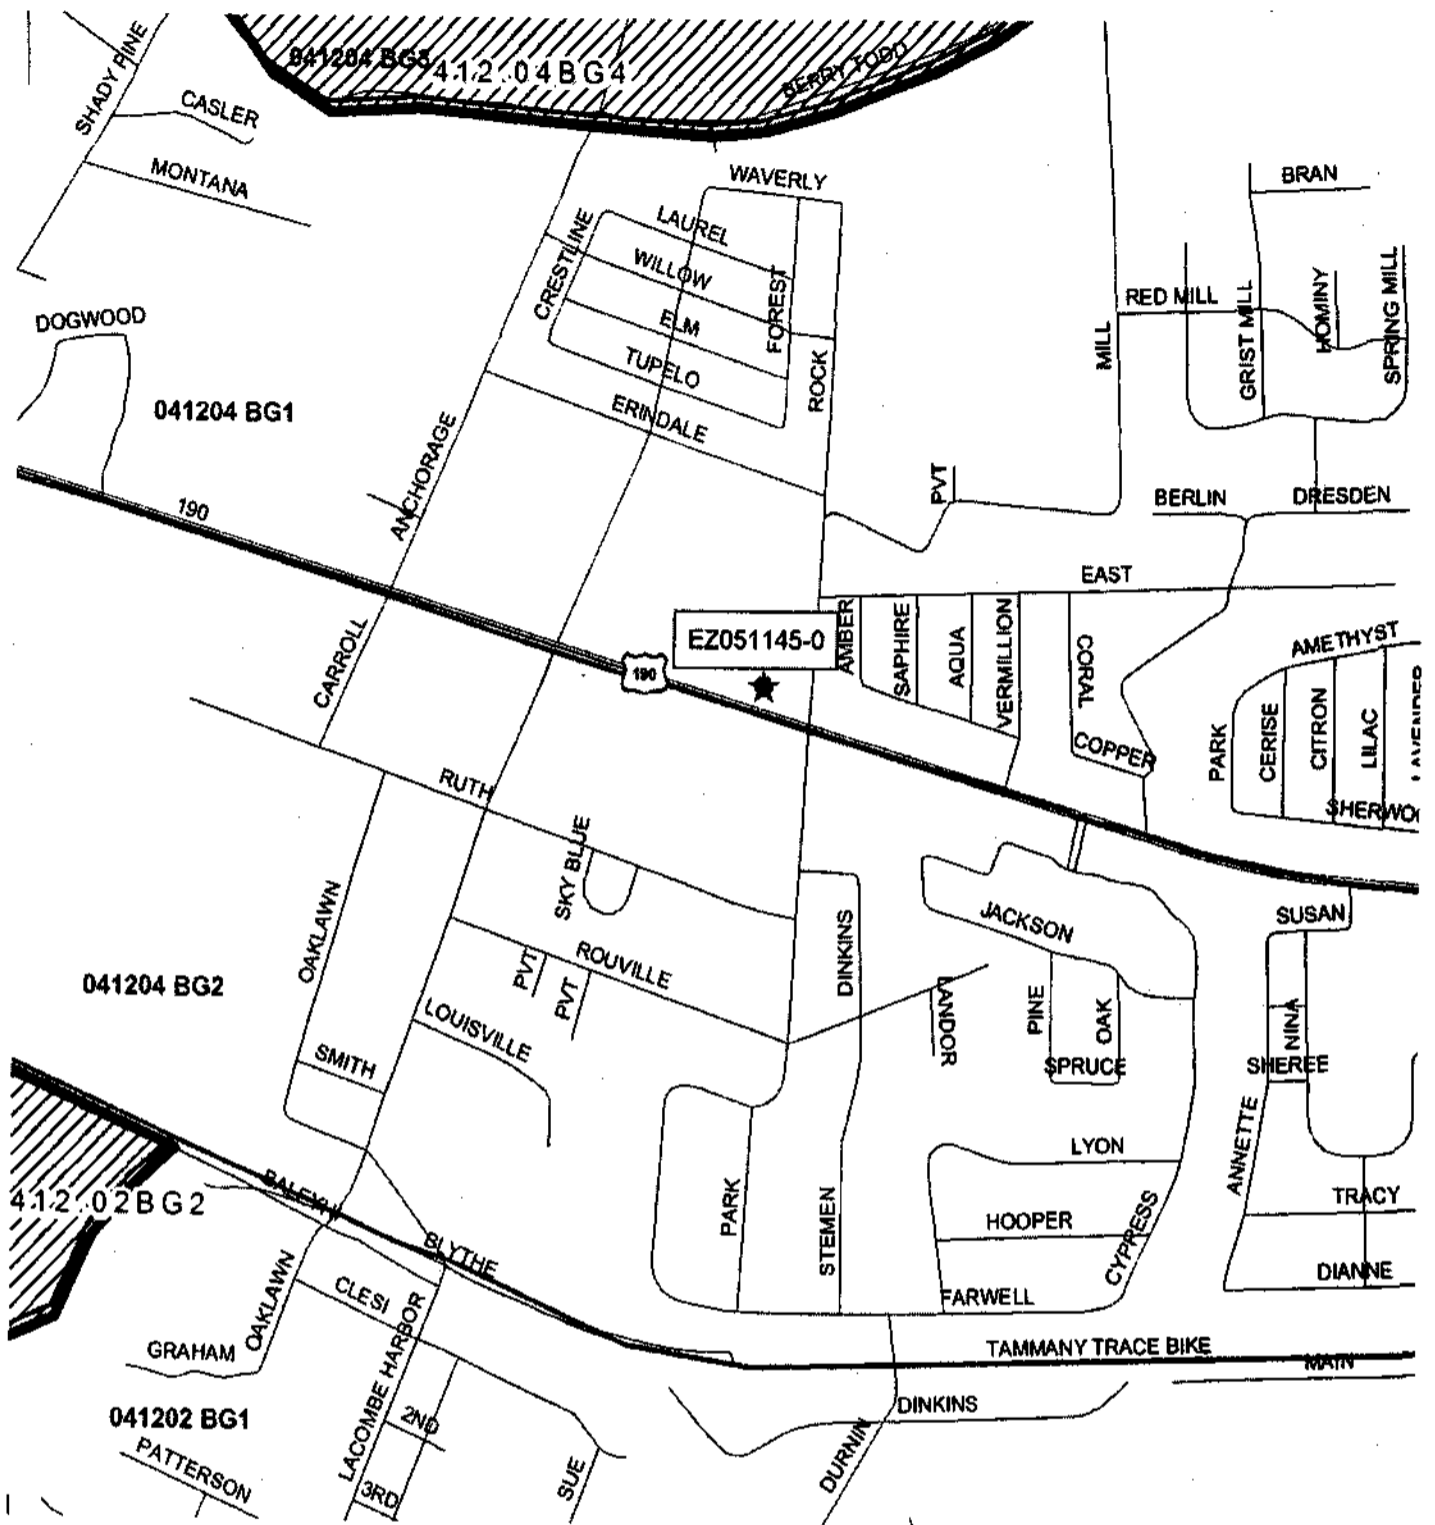 SHADY PINE
041204 BG3
412.04BG4
BERRY TODD
CASLER
MONTANA
WAVERLY
BRAN
LAUREL
WILLOW
CRESTLINE
ELM
FOREST
TUPELO
ERINDALE
ROCK
MILL
RED MILL
GRIST MILL
HOMINY
SPRING MILL
DOGWOOD
041204 BG1
ANCHORAGE
190
PVT
BERLIN
DRESDEN
EAST
EZ051145-0
190
AMBER
SAPHIRE
AQUA
VERMILLION
CORAL
COPPER
AMETHYST
PARK
CERISE
CITRON
LILAC
CARROLL
RUTH
SKY BLUE
OAKLAWN
ROUVILLE
PVT
PVT
LOUISVILLE
SMITH
041204 BG2
DINKINS
JACKSON
LANDOR
PINE
OAK
SPRUCE
SUSAN
NINA
SHEREE
ANNETTE
LYON
HOOPER
CYPRESS
FARWELL
TRACY
DIANNE
PARK
STEMEN
412.02BG2
BLYTHE
CLESI
OAKLAWN
GRAHAM
LACOMBE HARBOR
TAMMANY TRACE BIKE
MAIN
DINKINS
DURNIN
041202 BG1
2ND
3RD
PATTERSON
SUE